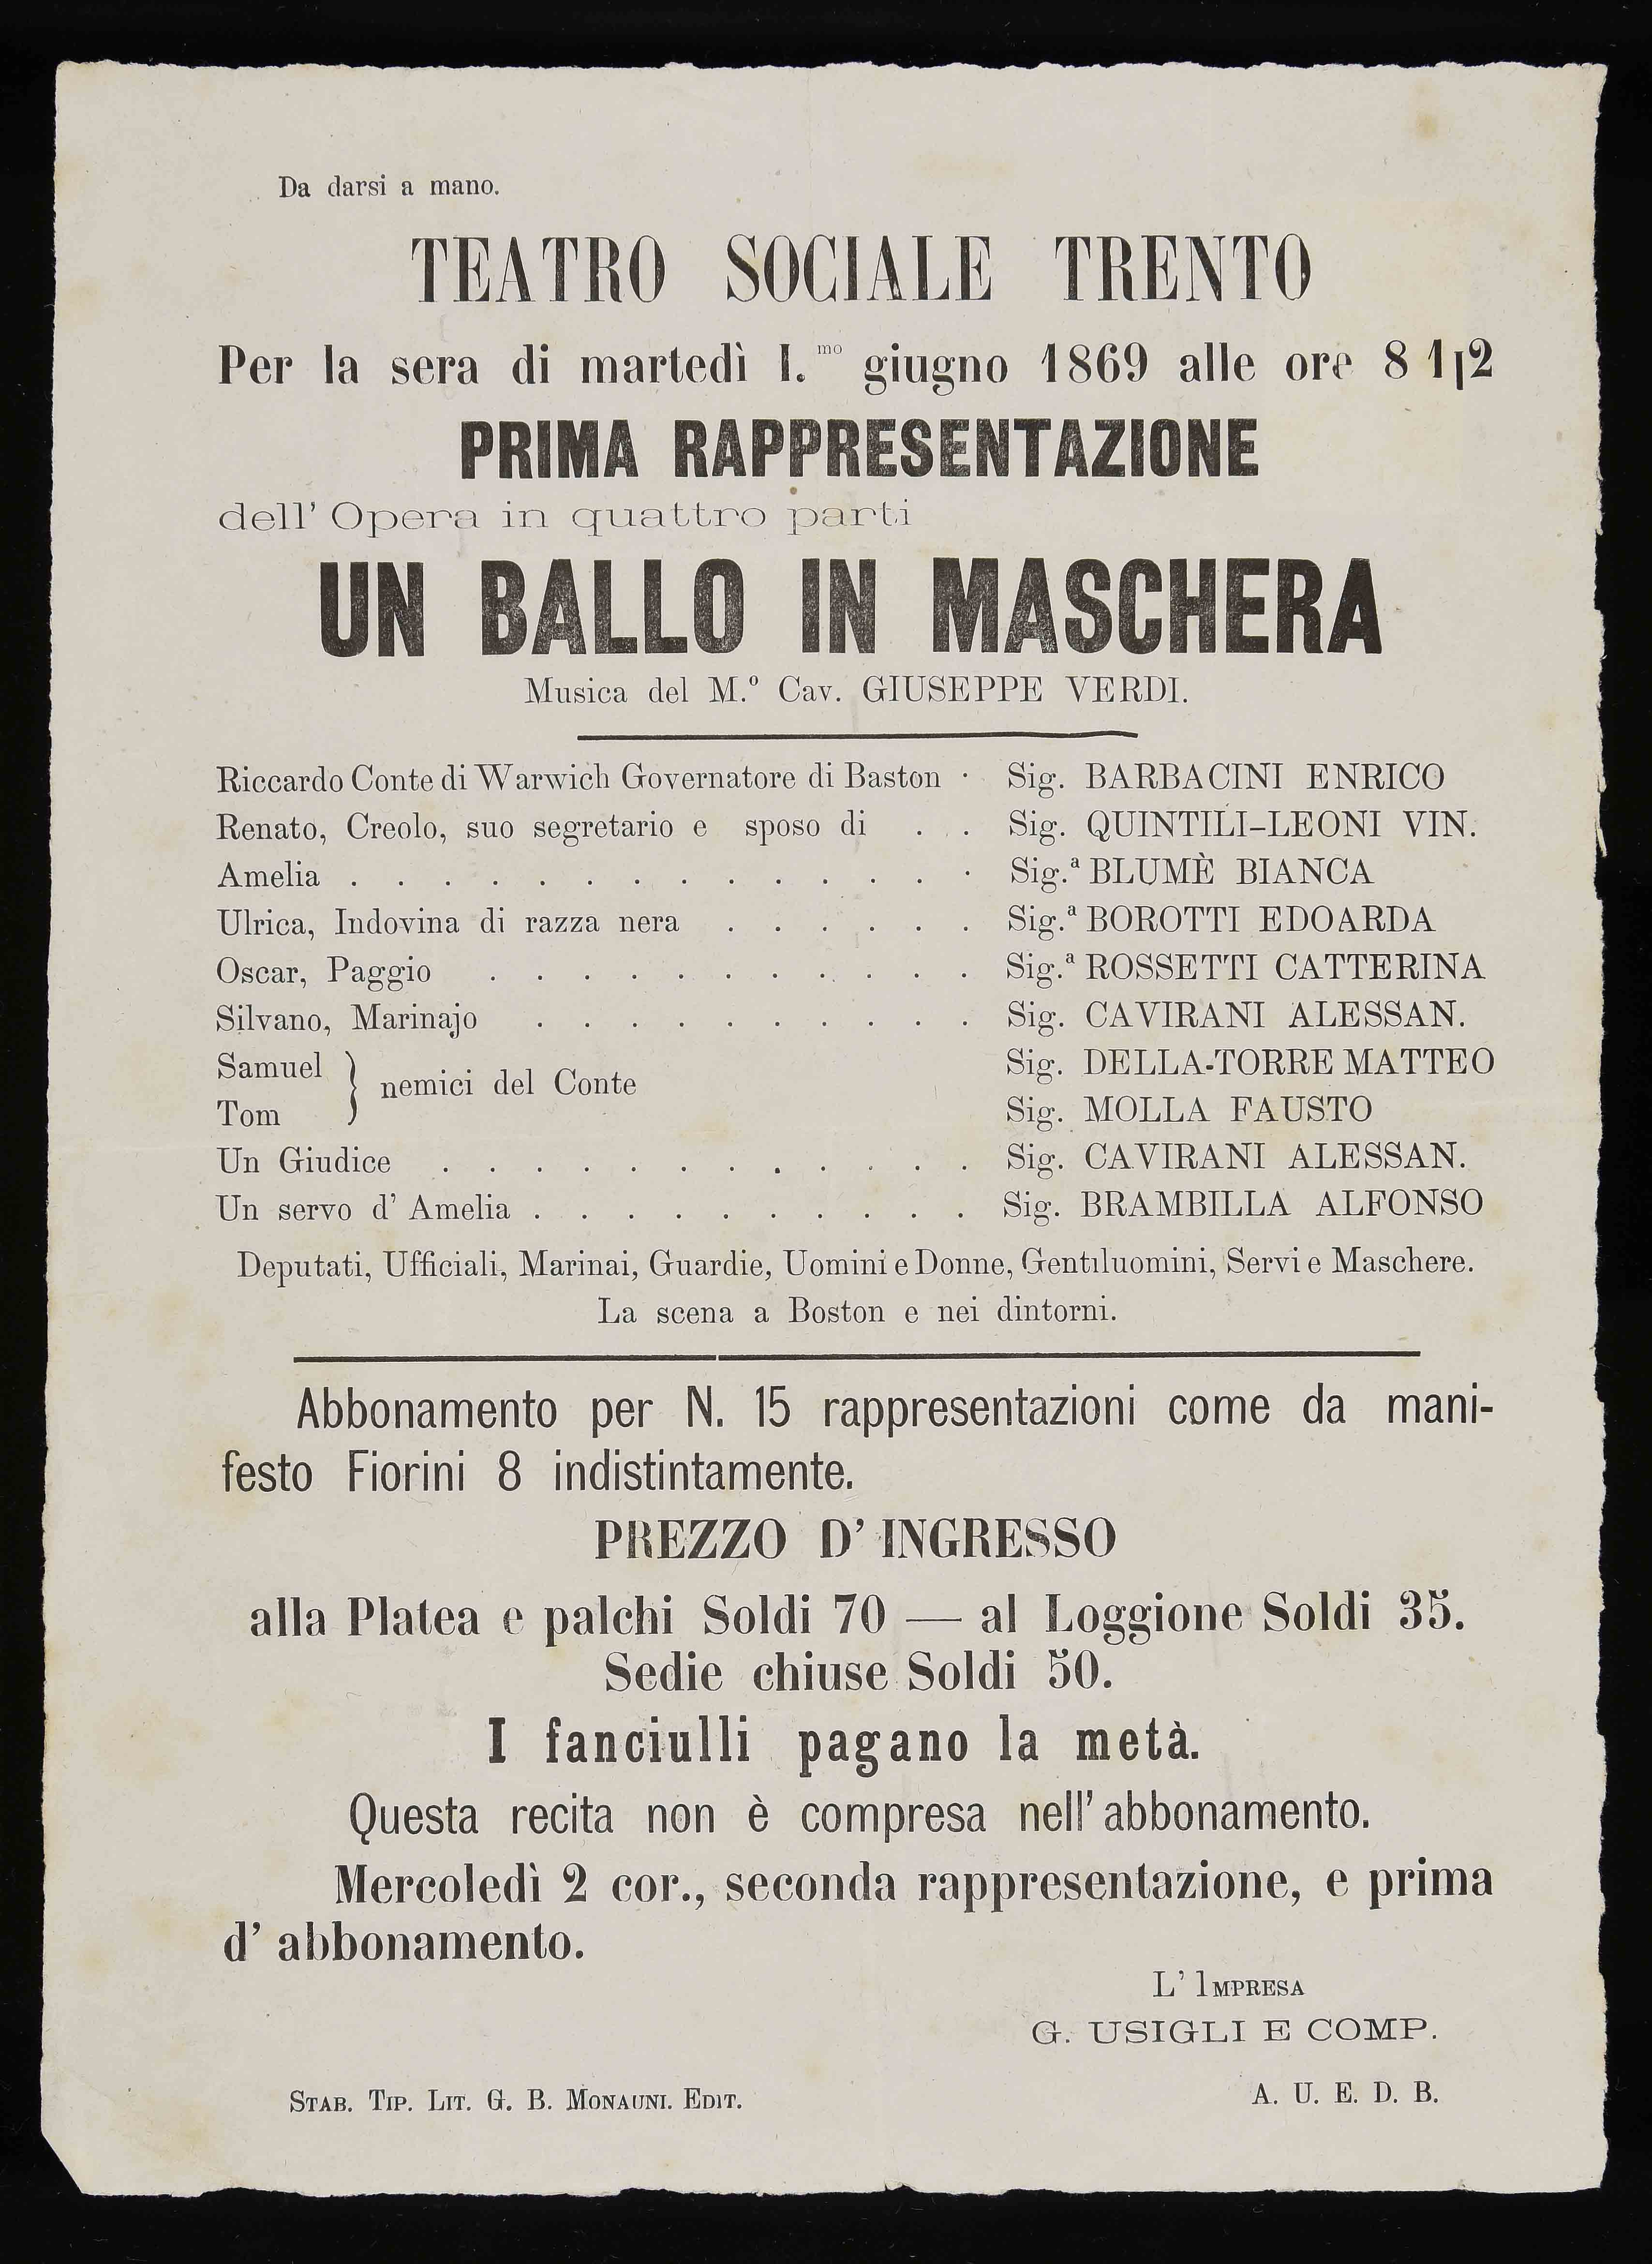 Da darsi a mano.
TEATRO SOCIALE TRENTO
Per la sera di martedì I.mo giugno 1869 alle ore 8 1|2
PRIMA RAPPRESENTAZIONE
dell' Opera in quattro parti
UN BALLO IN MASCHERA
Musica del M.º Cav. GIUSEPPE VERDI.
Riccardo Conte di Warwich Governatore di Baston . Sig. BARBACINI ENRICO
Renato, Creolo, suo segretario e sposo di . . Sig. QUINTILI-LEONI VIN.
Amelia . . . . . . . . . . . . . . Sig.ª BLUMÈ BIANCA
Ulrica, Indovina di razza nera . . . . . . Sig.ª BOROTTI EDOARDA
Oscar, Paggio . . . . . . . . . . . Sig.ª ROSSETTI CATTERINA
Silvano, Marinajo . . . . . . . . . . Sig. CAVIRANI ALESSAN.
Samuel } nemici del Conte Sig. DELLA-TORRE MATTEO
Tom Sig. MOLLA FAUSTO
Un Giudice . . . . . . . . . . . . Sig. CAVIRANI ALESSAN.
Un servo d' Amelia . . . . . . . . . . Sig. BRAMBILLA ALFONSO
Deputati, Ufficiali, Marinai, Guardie, Uomini e Donne, Gentiluomini, Servi e Maschere.
La scena a Boston e nei dintorni.
Abbonamento per N. 15 rappresentazioni come da mani-
festo Fiorini 8 indistintamente.
PREZZO D' INGRESSO
alla Platea e palchi Soldi 70 — al Loggione Soldi 35.
Sedie chiuse Soldi 50.
I fanciulli pagano la metà.
Questa recita non è compresa nell' abbonamento.
Mercoledì 2 cor., seconda rappresentazione, e prima
d' abbonamento.
L' IMPRESA
G. USIGLI E COMP.
STAB. TIP. LIT. G. B. MONAUNI. EDIT.
A. U. E. D. B.